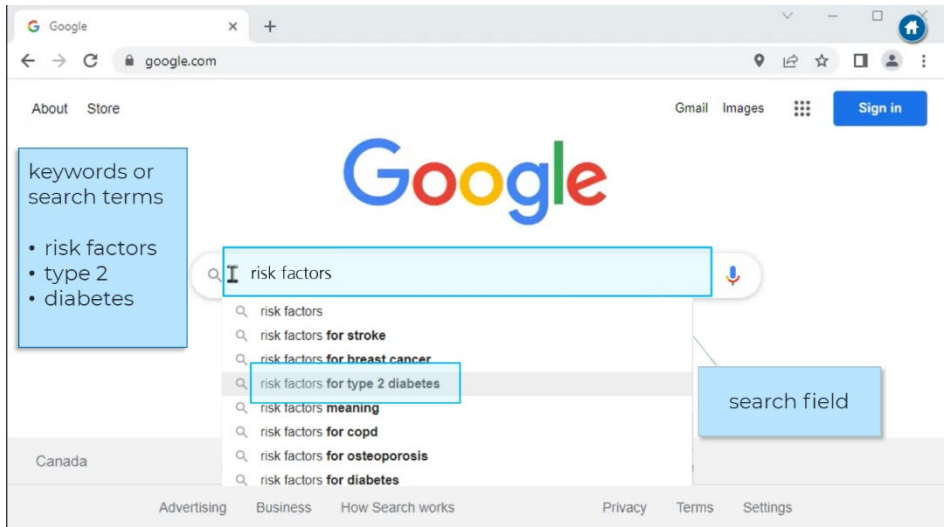 Google
google.com
About Store
Gmail Images
Sign in
Google
keywords or
search terms
• risk factors
• type 2
• diabetes
risk factors
risk factors
risk factors for stroke
risk factors for breast cancer
risk factors for type 2 diabetes
risk factors meaning
risk factors for copd
risk factors for osteoporosis
risk factors for diabetes
search field
Canada
Advertising Business How Search works Privacy Terms Settings